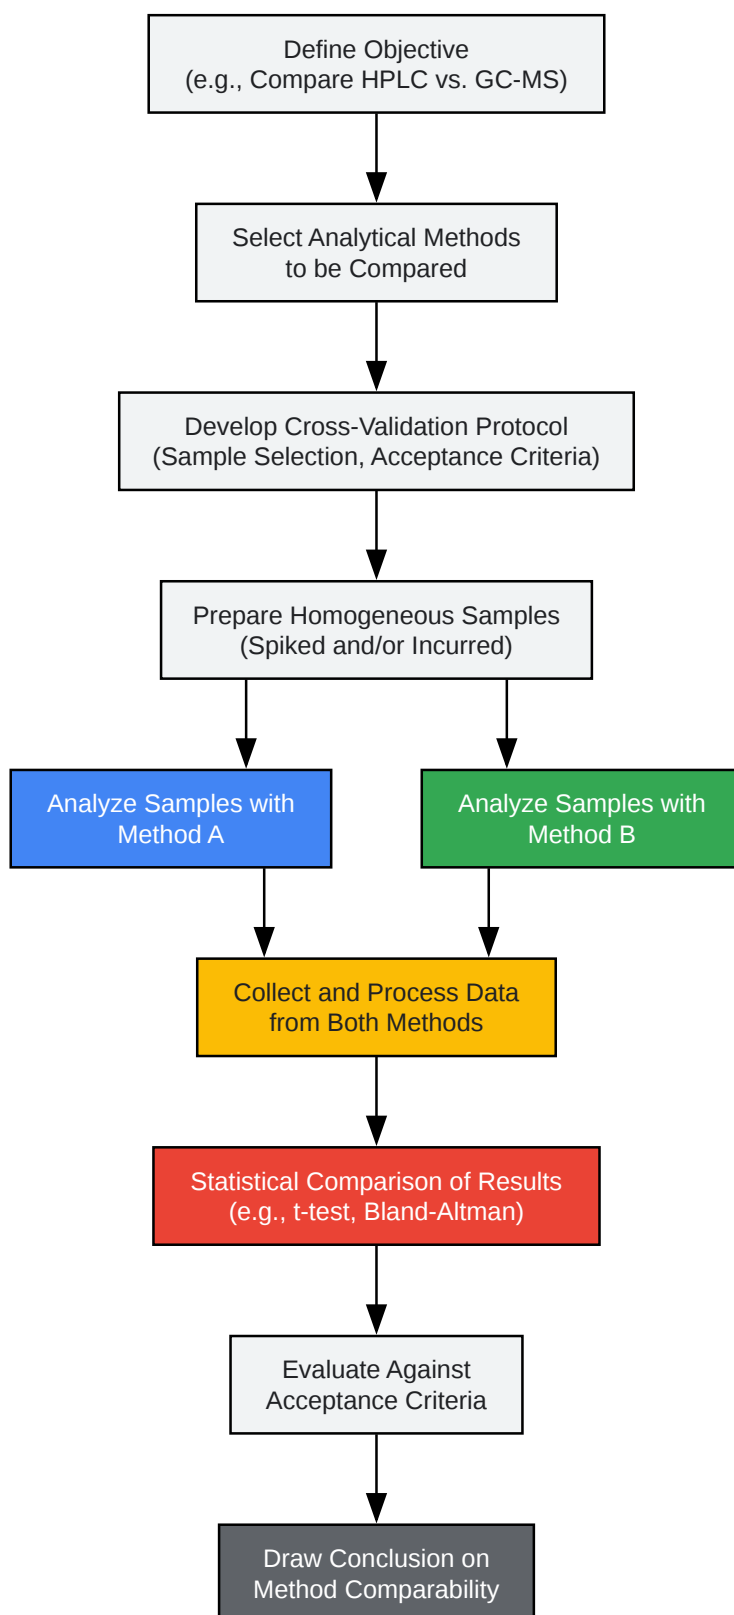 Define Objective
(e.g., Compare HPLC vs. GC-MS)
Select Analytical Methods
to be Compared
Develop Cross-Validation Protocol
(Sample Selection, Acceptance Criteria)
Prepare Homogeneous Samples
(Spiked and/or Incurred)
Analyze Samples with
Method A
Analyze Samples with
Method B
Collect and Process Data
from Both Methods
Statistical Comparison of Results
(e.g., t-test, Bland-Altman)
Evaluate Against
Acceptance Criteria
Draw Conclusion on
Method Comparability